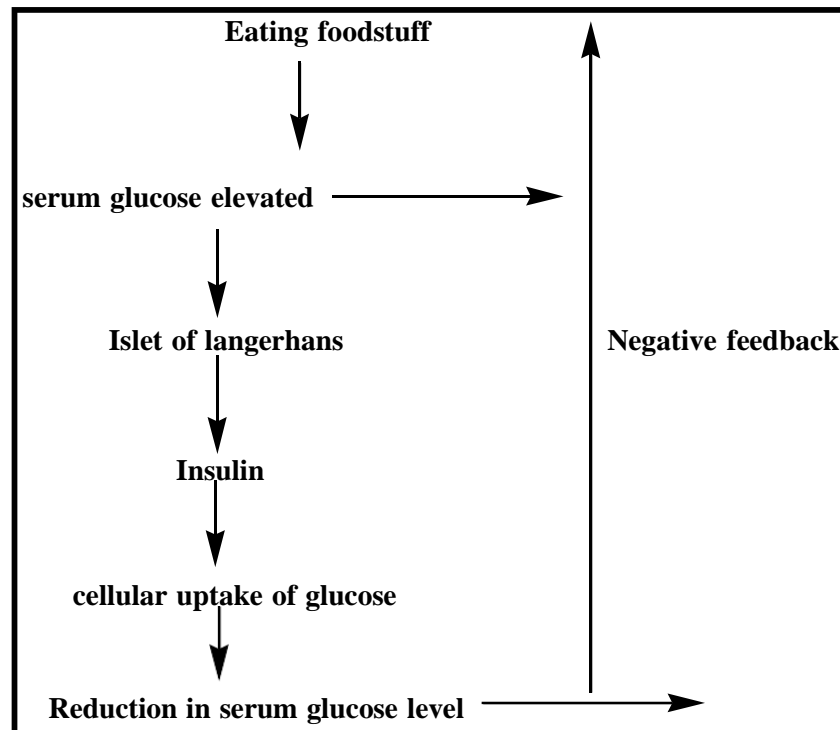 Eating foodstuff
serum glucose elevated
Islet of langerhans
Negative feedback
Insulin
cellular uptake of glucose
Reduction in serum glucose level